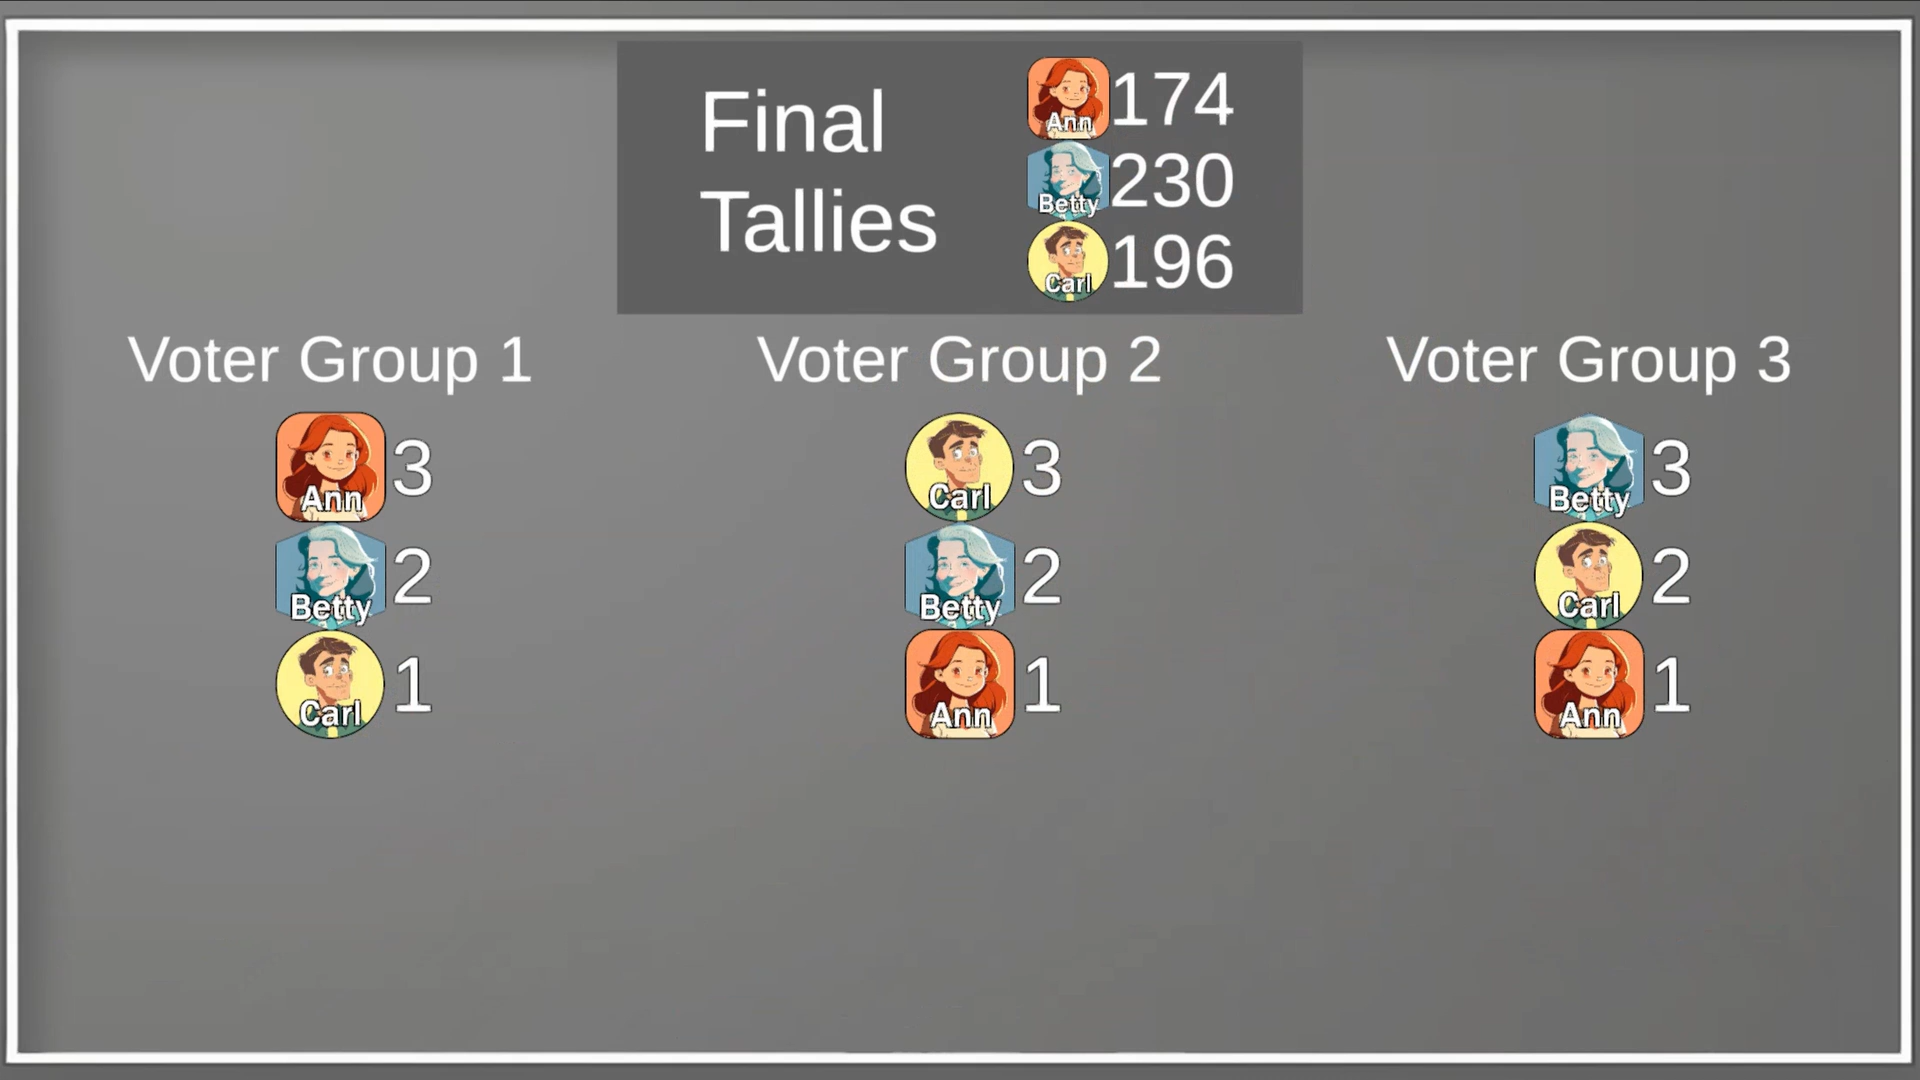 Final
Tallies
Ann 174
Betty 230
Carl 196
Voter Group 1
Ann 3
Betty 2
Carl 1
Voter Group 2
Carl 3
Betty 2
Ann 1
Voter Group 3
Betty 3
Carl 2
Ann 1